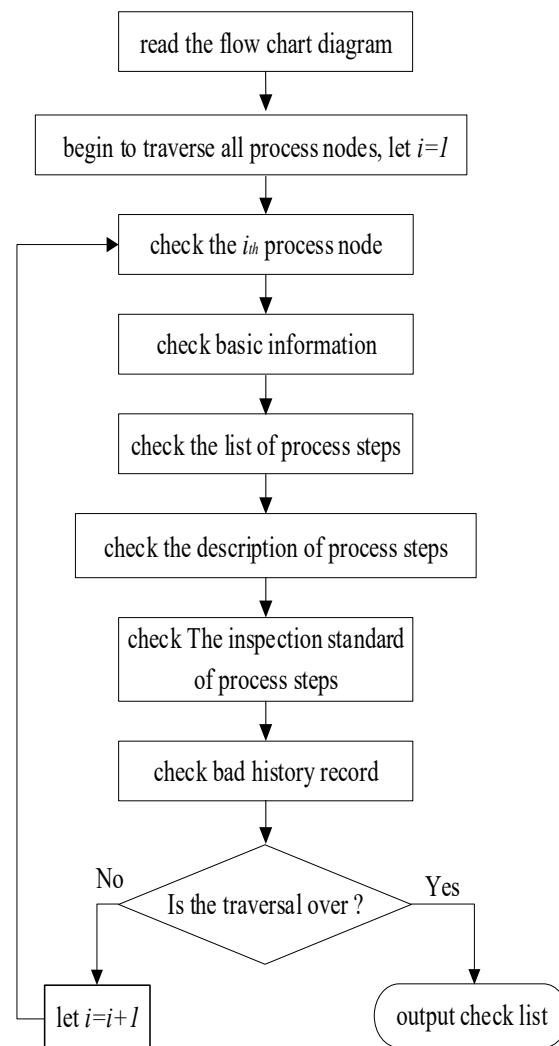 read the flow chart diagram
begin to traverse all process nodes, let i=1
check the ith process node
check basic information
check the list of process steps
check the description of process steps
check The inspection standard
of process steps
check bad history record
No
Is the traversal over ?
Yes
let i=i+1
output check list